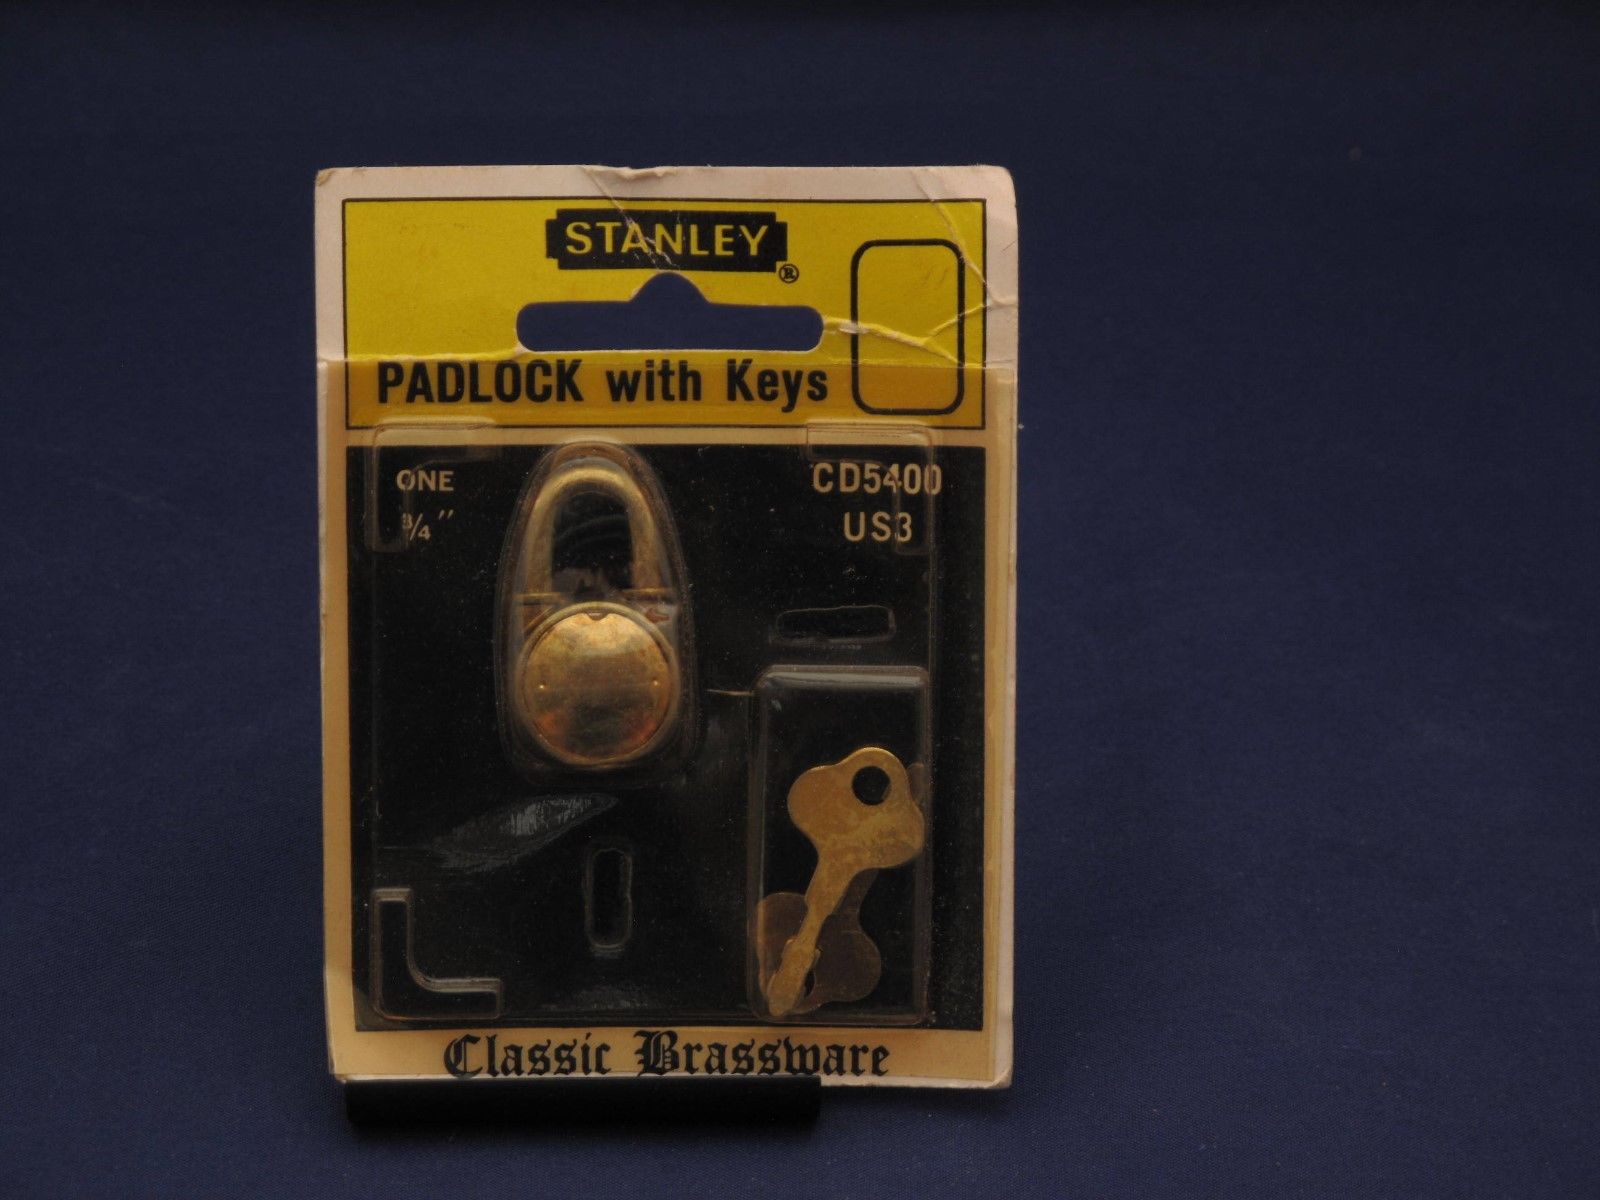 STANLEY
®
PADLOCK with Keys
ONE
3/4"
CD5400
US3
Classic Brassware